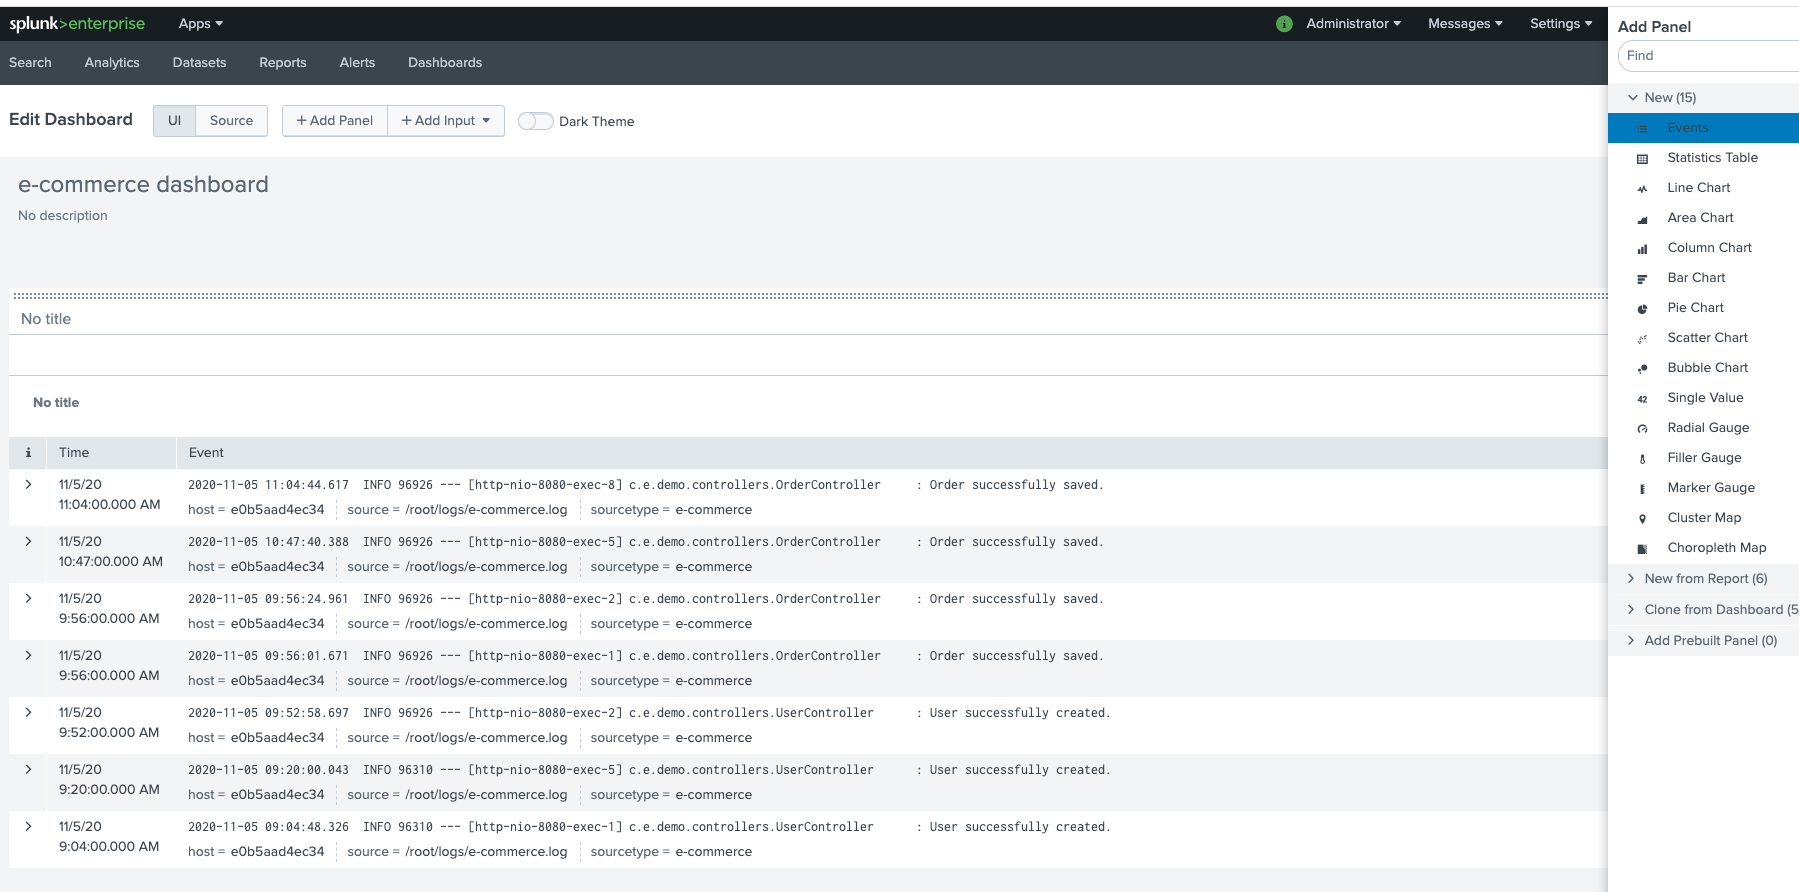 splunk>enterprise Apps Administrator Messages Settings
Search Analytics Datasets Reports Alerts Dashboards
Edit Dashboard UI Source + Add Panel + Add Input Dark Theme
e-commerce dashboard
No description
No title
No title
i Time Event
11/5/20 2020-11-05 11:04:44.617 INFO 96926 --- [http-nio-8080-exec-8] c.e.demo.controllers.OrderController : Order successfully saved.
11:04:00.000 AM host = e0b5aad4ec34 source = /root/logs/e-commerce.log sourcetype = e-commerce
11/5/20 2020-11-05 10:47:40.388 INFO 96926 --- [http-nio-8080-exec-5] c.e.demo.controllers.OrderController : Order successfully saved.
10:47:00.000 AM host = e0b5aad4ec34 source = /root/logs/e-commerce.log sourcetype = e-commerce
11/5/20 2020-11-05 09:56:24.961 INFO 96926 --- [http-nio-8080-exec-2] c.e.demo.controllers.OrderController : Order successfully saved.
9:56:00.000 AM host = e0b5aad4ec34 source = /root/logs/e-commerce.log sourcetype = e-commerce
11/5/20 2020-11-05 09:56:01.671 INFO 96926 --- [http-nio-8080-exec-1] c.e.demo.controllers.OrderController : Order successfully saved.
9:56:00.000 AM host = e0b5aad4ec34 source = /root/logs/e-commerce.log sourcetype = e-commerce
11/5/20 2020-11-05 09:52:58.697 INFO 96926 --- [http-nio-8080-exec-2] c.e.demo.controllers.UserController : User successfully created.
9:52:00.000 AM host = e0b5aad4ec34 source = /root/logs/e-commerce.log sourcetype = e-commerce
11/5/20 2020-11-05 09:20:00.043 INFO 96310 --- [http-nio-8080-exec-5] c.e.demo.controllers.UserController : User successfully created.
9:20:00.000 AM host = e0b5aad4ec34 source = /root/logs/e-commerce.log sourcetype = e-commerce
11/5/20 2020-11-05 09:04:48.326 INFO 96310 --- [http-nio-8080-exec-1] c.e.demo.controllers.UserController : User successfully created.
9:04:00.000 AM host = e0b5aad4ec34 source = /root/logs/e-commerce.log sourcetype = e-commerce
Add Panel
Find
New (15)
Events
Statistics Table
Line Chart
Area Chart
Column Chart
Bar Chart
Pie Chart
Scatter Chart
Bubble Chart
42 Single Value
Radial Gauge
Filler Gauge
Marker Gauge
Cluster Map
Choropleth Map
New from Report (6)
Clone from Dashboard (5
Add Prebuilt Panel (0)